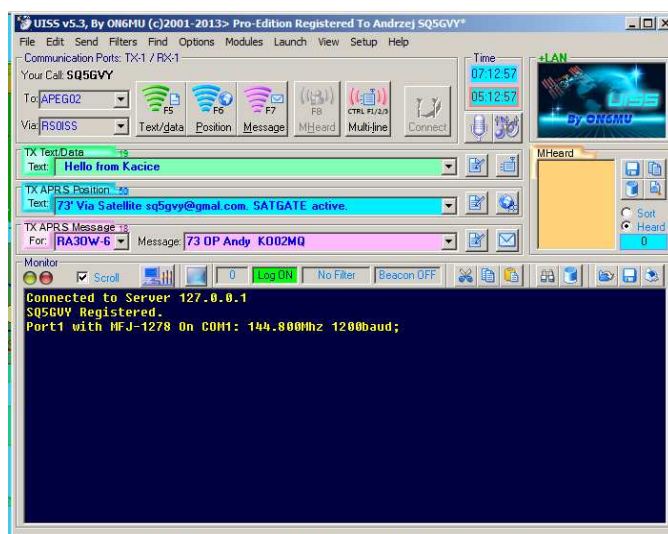 UISS v5.3, By ON6MU (c)2001-2013> Pro-Edition Registered To Andrzej SQ5GVY*
File Edit Send Filters Find Options Modules Launch View Setup Help
Communication Ports: TX-1 / RX-1
Your Call: SQ5GVY
To: APEG02
Via: RS0ISS
F5
Text/data
F6
Position
F7
Message
F8
MHeard
CTRL F1/2/3
Multi-line
Connect
Time
07:12:57
05:12:57
+LAN
UISS
By ON6MU
TX Text/Data 19
Text: Hello from Kacice
TX APRS Position 50
Text: 73' Via Satellite sq5gvy@gmal.com. SATGATE active.
TX APRS Message 18
For: RA3OW-6 Message: 73 OP Andy KO02MQ
MHeard
Sort
Heard
0
Monitor
Scroll 0 Log ON No Filter Beacon OFF
Connected to Server 127.0.0.1
SQ5GVY Registered.
Port1 with MFJ-1278 On COM1: 144.800Mhz 1200baud;